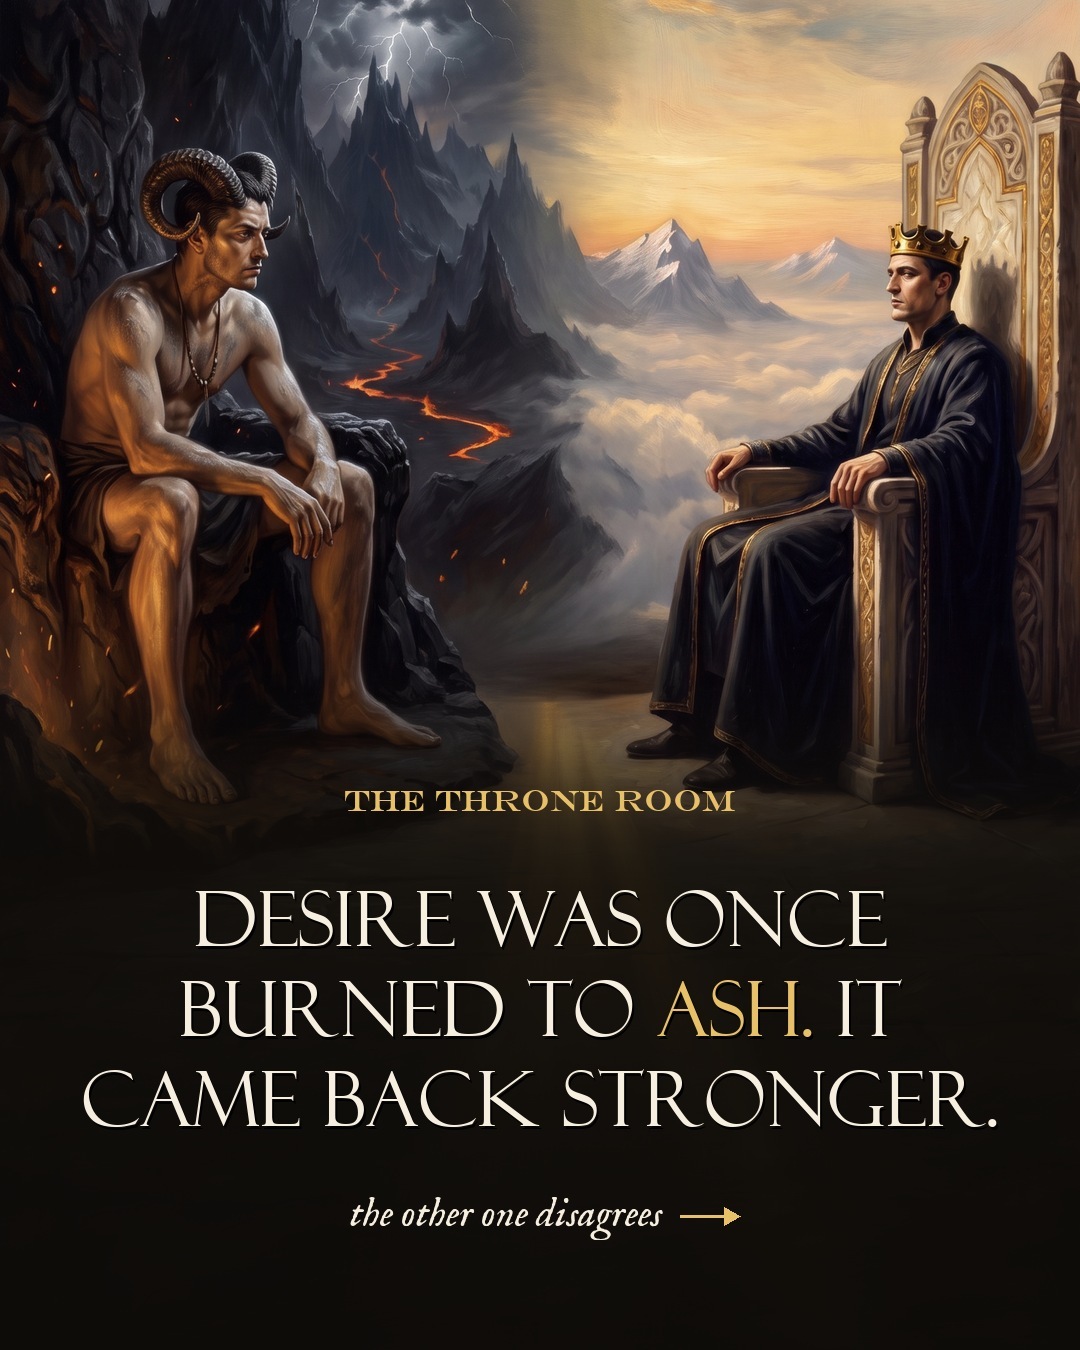 THE THRONE ROOM
DESIRE WAS ONCE
BURNED TO ASH. IT
CAME BACK STRONGER.
the other one disagrees →